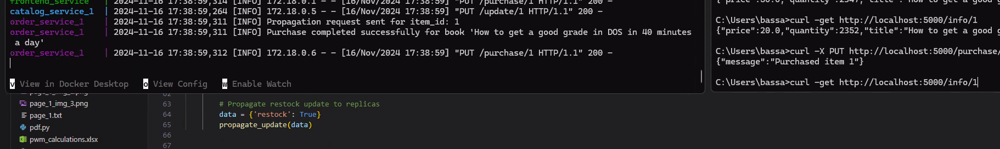 frontend_service | 2024-11-16 17:38:59,314 [INFO] 172.18.0.1 - - [16/Nov/2024 17:38:59] "PUT /purchase/1 HTTP/1.1" 200 -
catalog_service_1 | 2024-11-16 17:38:59,264 [INFO] 172.18.0.5 - - [16/Nov/2024 17:38:59] "PUT /update/1 HTTP/1.1" 200 -
order_service_1 | 2024-11-16 17:38:59,311 [INFO] Propagation request sent for item_id: 1
order_service_1 | 2024-11-16 17:38:59,311 [INFO] Purchase completed successfully for book 'How to get a good grade in DOS in 40 minutes
a day'
order_service_1 | 2024-11-16 17:38:59,312 [INFO] 172.18.0.6 - - [16/Nov/2024 17:38:59] "PUT /purchase/1 HTTP/1.1" 200 -
v View in Docker Desktop o View Config w Enable Watch
C:\Users\bassa>curl -get http://localhost:5000/info/1
{"price":20.0,"quantity":2352,"title":"How to get a good g
C:\Users\bassa>curl -X PUT http://localhost:5000/purchase/
{"message":"Purchased item 1"}
C:\Users\bassa>curl -get http://localhost:5000/info/1
page_1_img_3.png
page_1.txt
pdf.py
pwm_calculations.xlsx
62
63 # Propagate restock update to replicas
64 data = {'restock': True}
65 propagate_update(data)
66
67